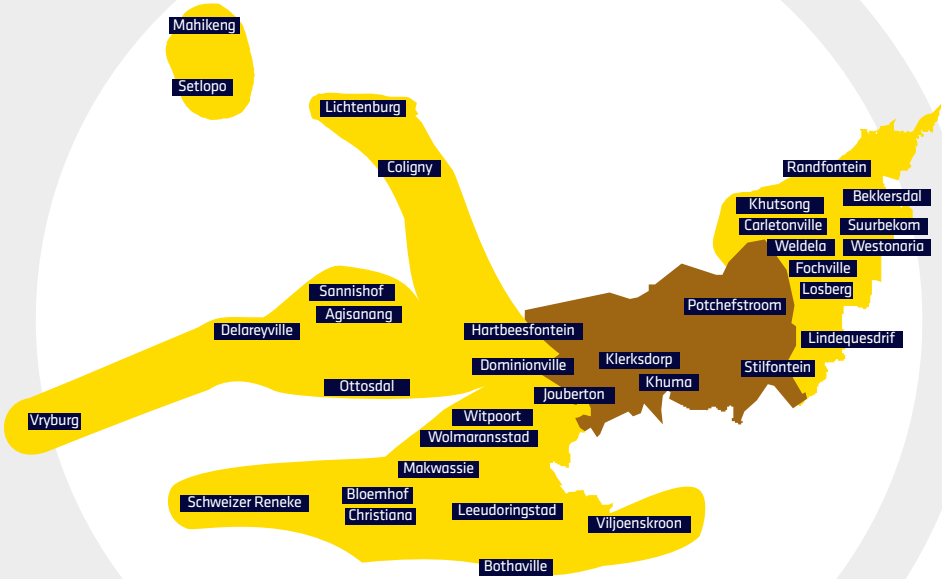 Mahikeng
Setlopo
Lichtenburg
Coligny
Randfontein
Bekkersdal
Khutsong
Carletonville
Suurbekom
Weldela
Westonaria
Fochville
Losberg
Sannishof
Agisanang
Potchefstroom
Delareyville
Hartbeesfontein
Lindequesdrif
Dominionville
Klerksdorp
Stilfontein
Khuma
Ottosdal
Jouberton
Vryburg
Witpoort
Wolmaransstad
Makwassie
Schweizer Reneke
Bloemhof
Christiana
Leeudoringstad
Viljoenskroon
Bothaville